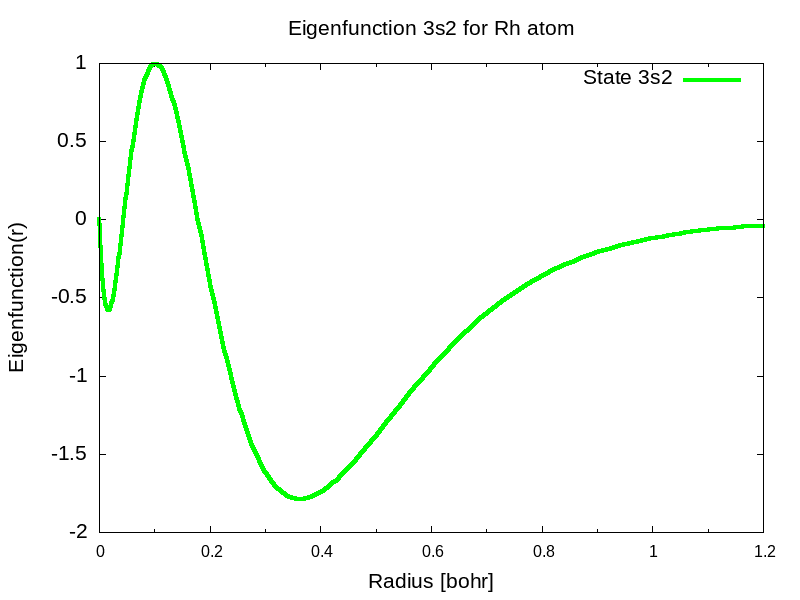 Eigenfunction 3s2 for Rh atom
State 3s2
1
0.5
0
-0.5
-1
-1.5
-2
Eigenfunction(r)
0 0.2 0.4 0.6 0.8 1 1.2
Radius [bohr]